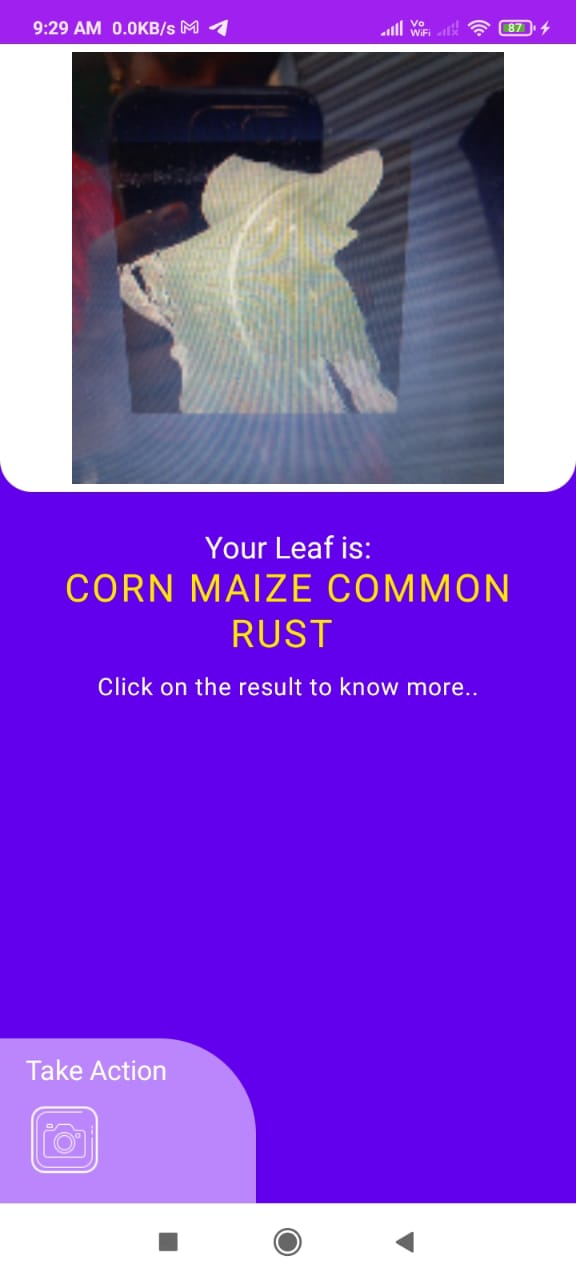 9:29 AM 0.0KB/s
Vo
WiFi
87
Your Leaf is:
CORN MAIZE COMMON
RUST
Click on the result to know more..
Take Action